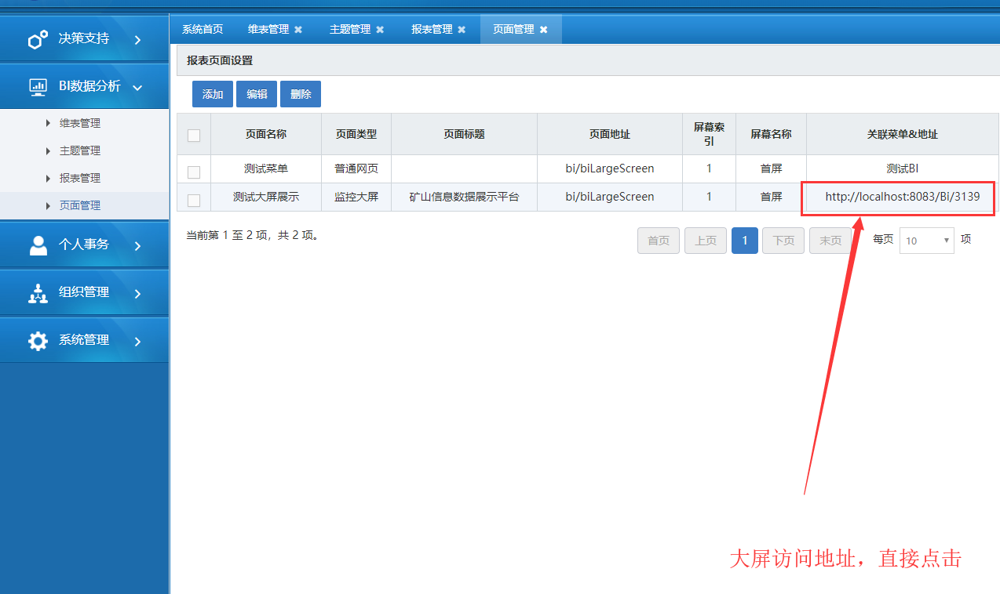 决策支持
BI数据分析
维表管理
主题管理
报表管理
页面管理
个人事务
组织管理
系统管理
系统首页 维表管理 主题管理 报表管理 页面管理
报表页面设置
添加 编辑 删除
页面名称 页面类型 页面标题 页面地址 屏幕索引 屏幕名称 关联菜单&地址
测试菜单 普通网页 bi/biLargeScreen 1 首屏 测试BI
测试大屏展示 监控大屏 矿山信息数据展示平台 bi/biLargeScreen 1 首屏 http://localhost:8083/Bi/3139
当前第 1 至 2 项，共 2 项。 首页 上页 1 下页 末页 每页 10 项
大屏访问地址，直接点击